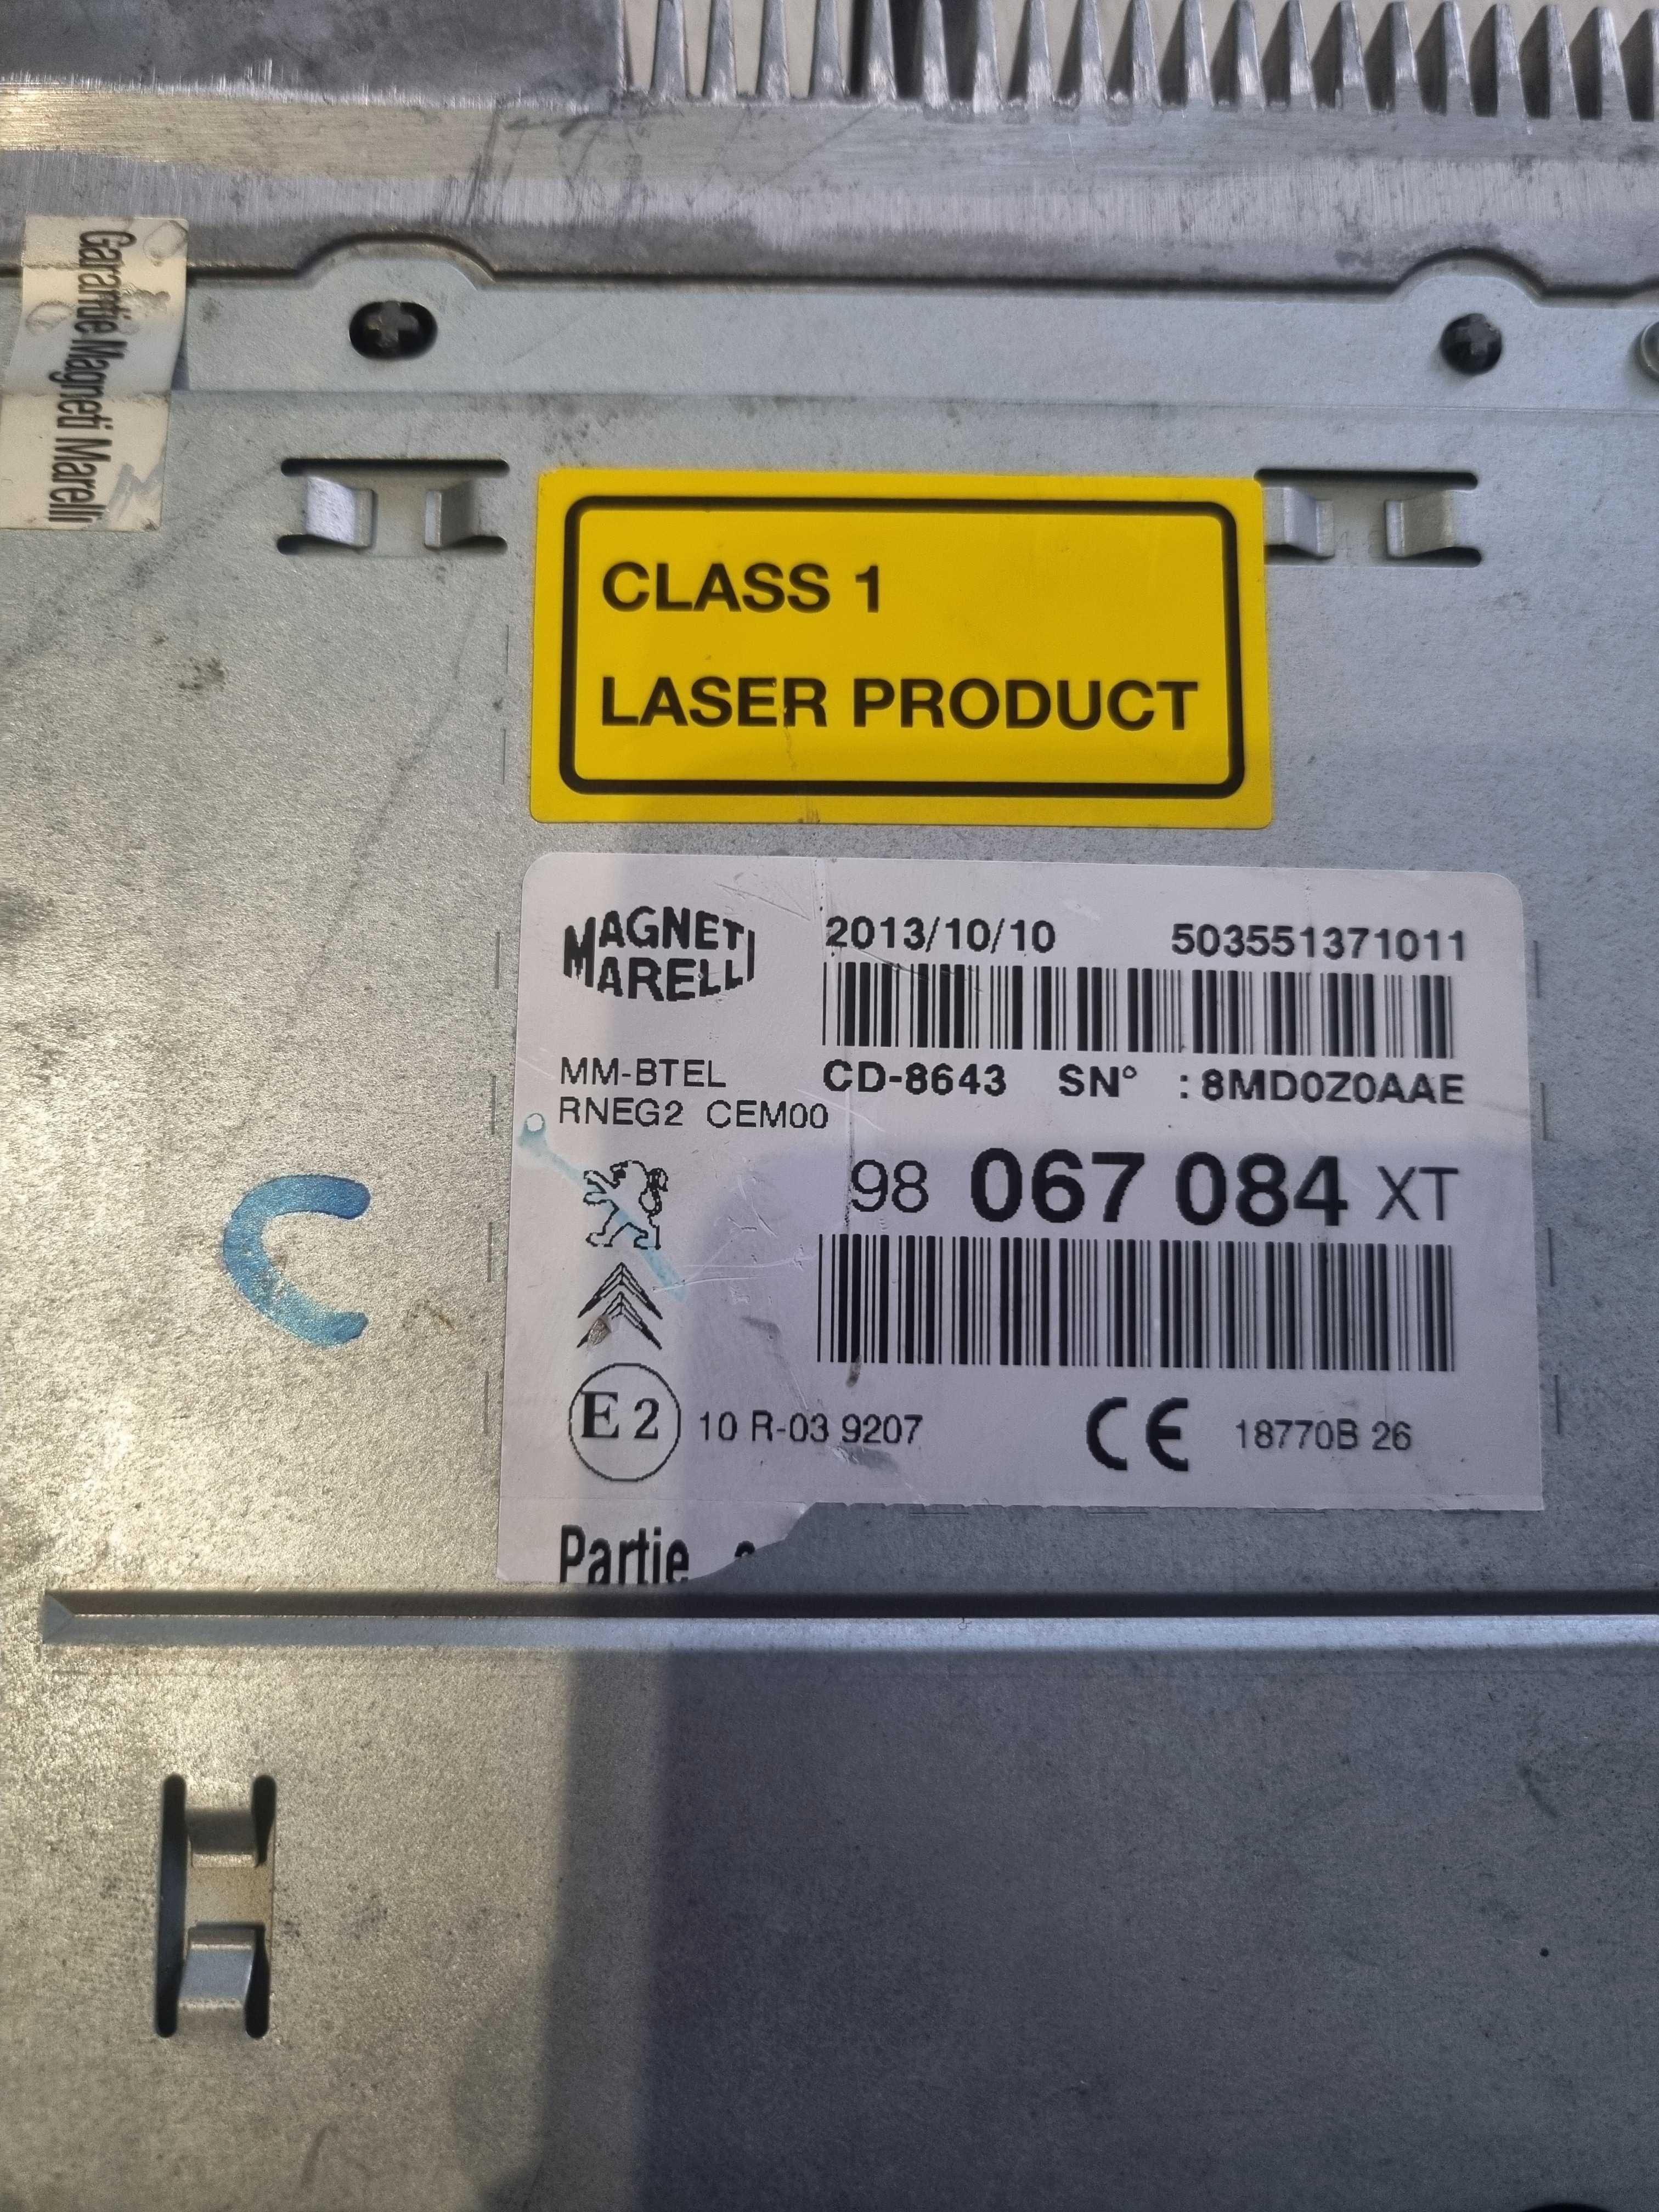 Garantie Magneti Marelli
CLASS 1
LASER PRODUCT
MAGNETI
MARELLI
2013/10/10 503551371011
MM-BTEL CD-8643 SN° : 8MD0Z0AAE
RNEG2 CEM00
98 067 084 XT
E2 10 R-03 9207 CE 18770B 26
Partie
C